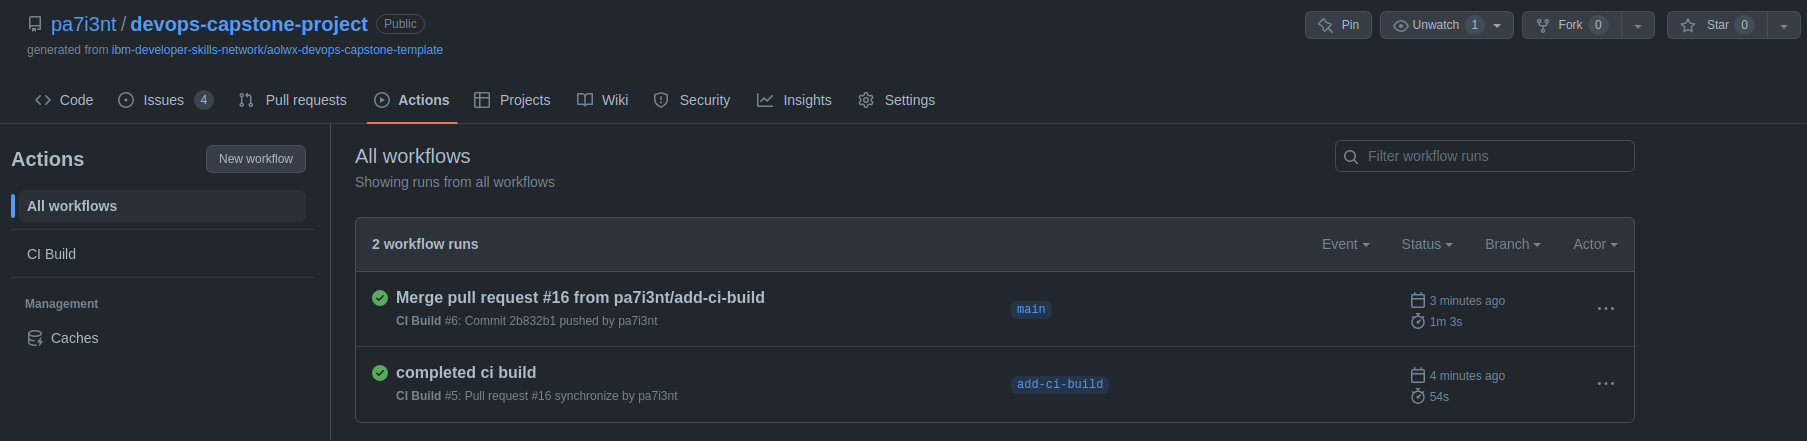 pa7i3nt / devops-capstone-project Public
Pin Unwatch 1 Fork 0 Star 0
generated from ibm-developer-skills-network/aolwx-devops-capstone-template
Code Issues 4 Pull requests Actions Projects Wiki Security Insights Settings
Actions New workflow
All workflows
CI Build
Management
Caches
All workflows
Showing runs from all workflows
Filter workflow runs
2 workflow runs Event Status Branch Actor
Merge pull request #16 from pa7i3nt/add-ci-build
CI Build #6: Commit 2b832b1 pushed by pa7i3nt
main
3 minutes ago
1m 3s
completed ci build
CI Build #5: Pull request #16 synchronize by pa7i3nt
add-ci-build
4 minutes ago
54s